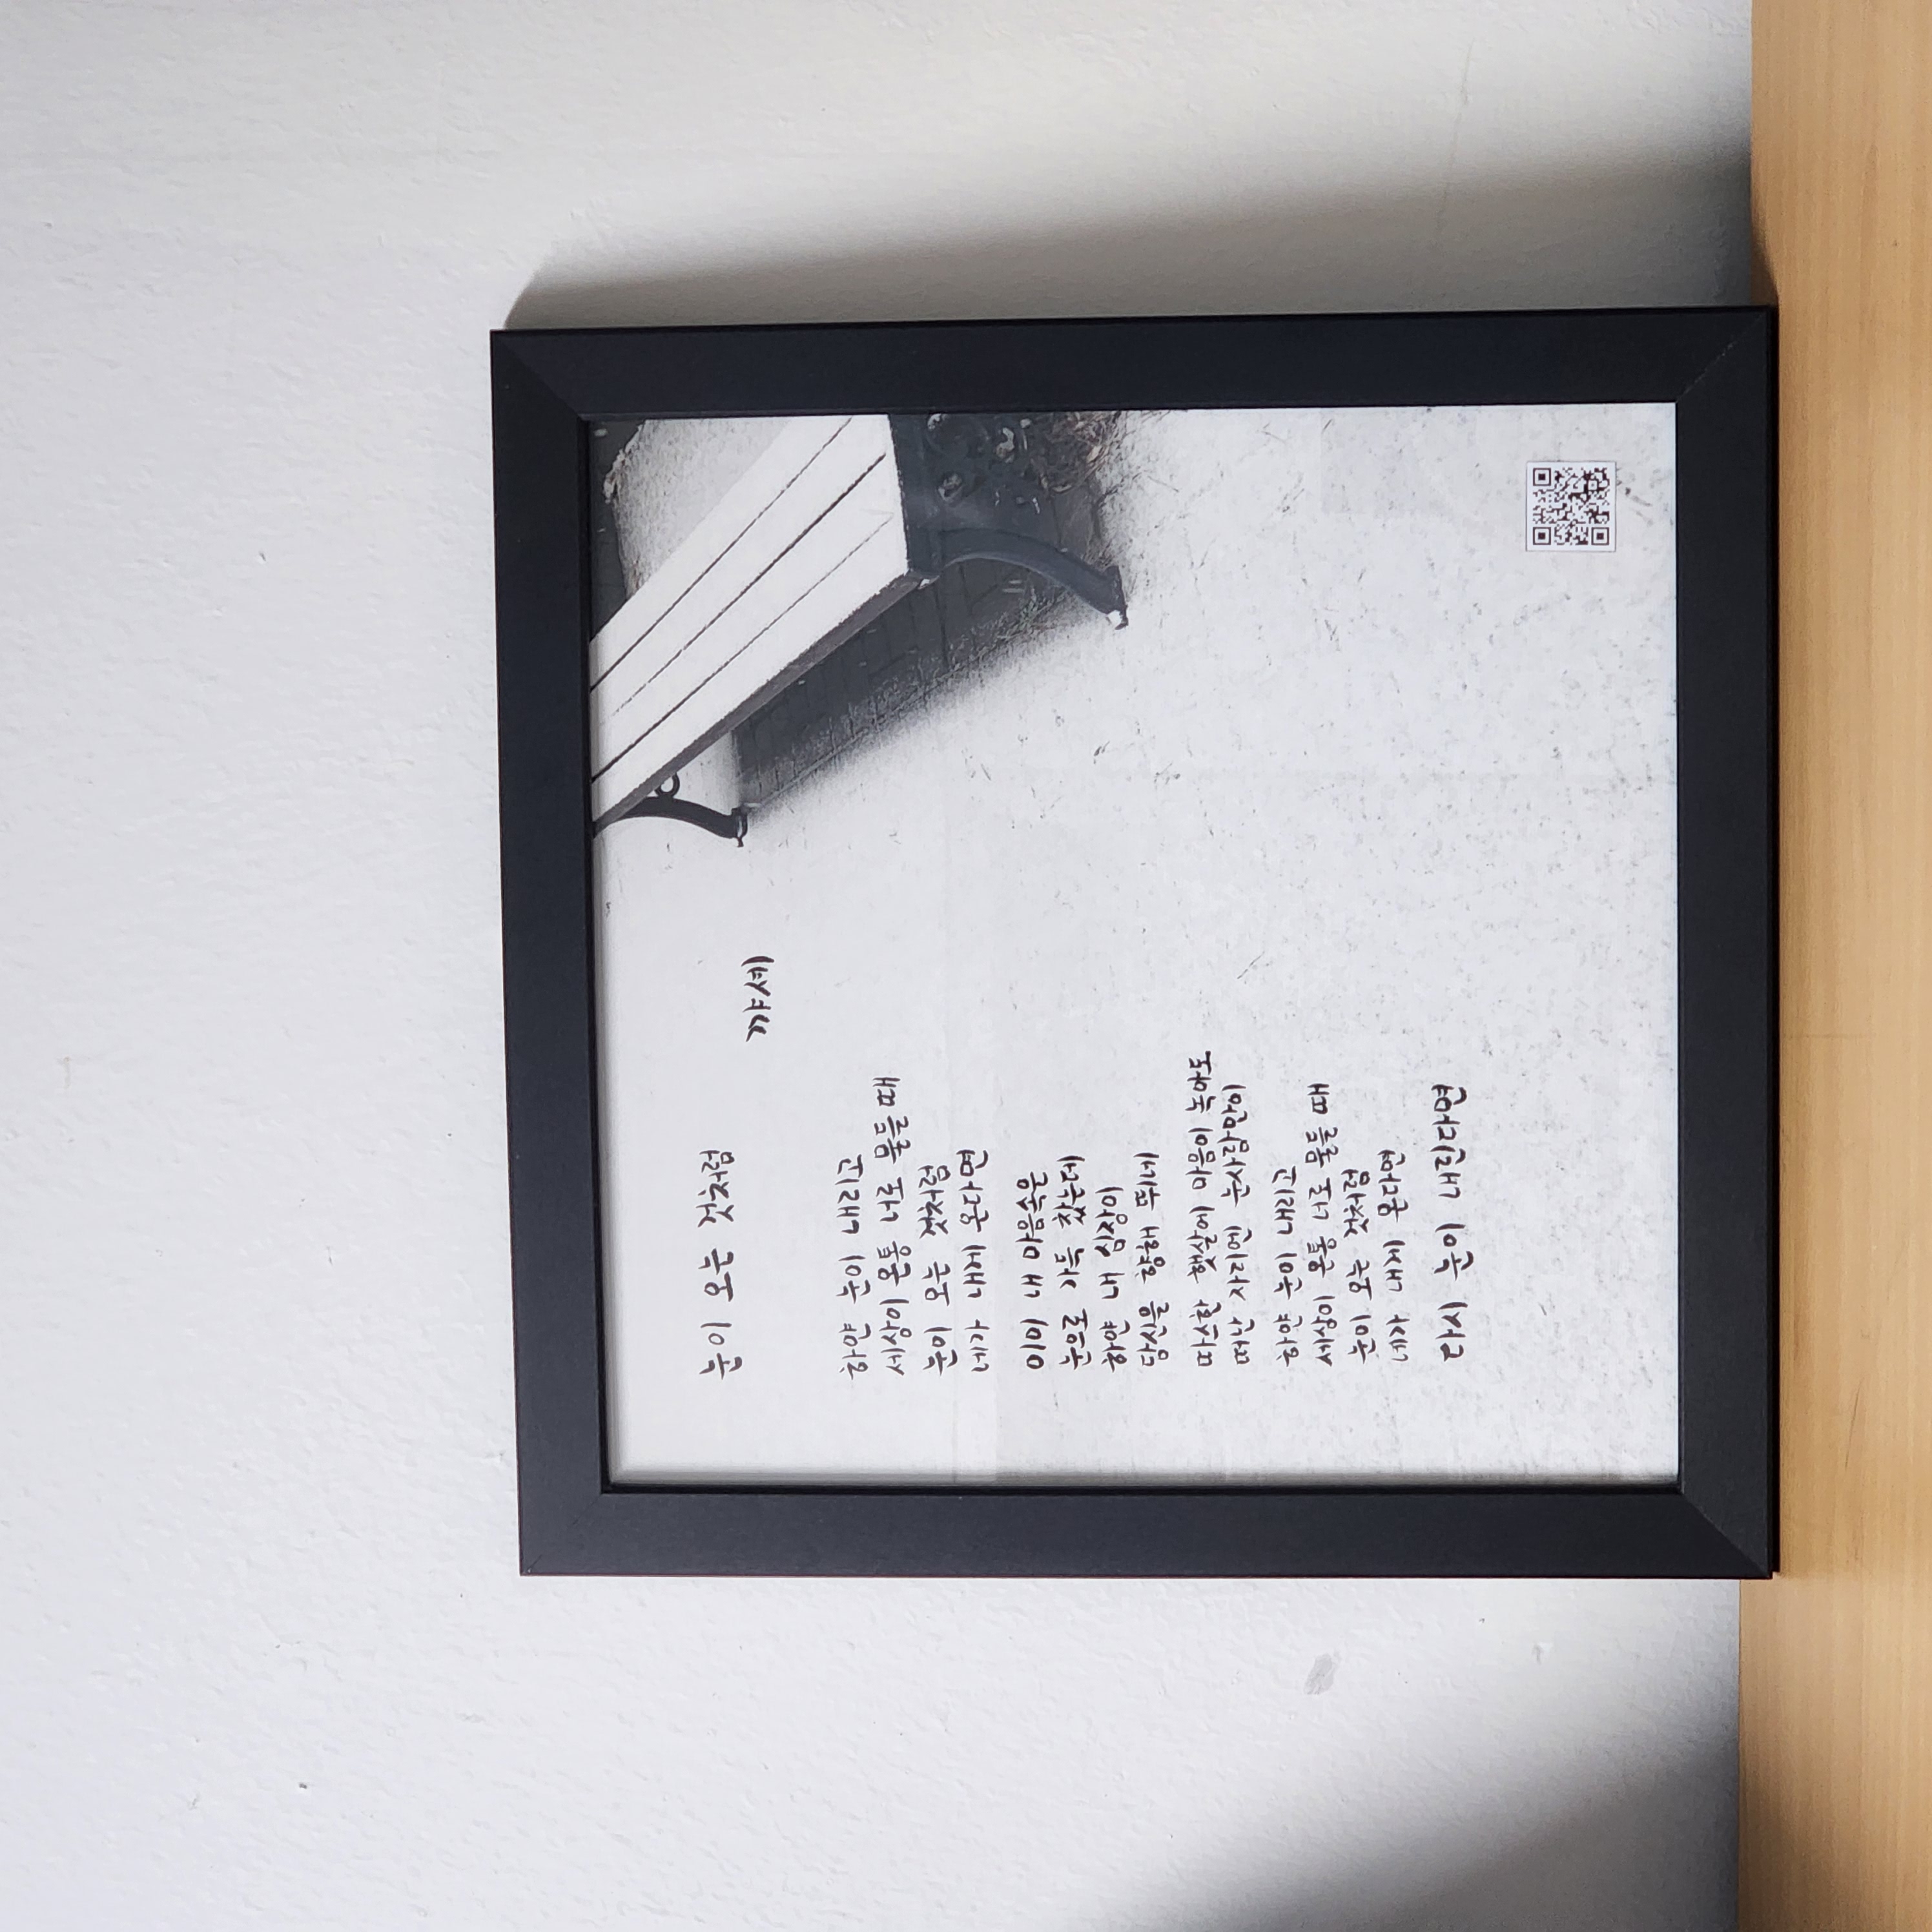 눈이 오는 것처럼
꺄셰
하얀 눈이 내리고
세상이 온통 너로 물들 때
눈이 오는 것처럼
네가 내게 온다면
이미 내 마음속은
눈으로 가득 찼는데
하얀 내 심장이
당신을 향해 뛰네
따스한 햇살에 마음이 녹아도
떠난 자리엔 눈사람만이
하얀 눈이 내리고
세상이 온통 너로 물들 때
눈이 오는 것처럼
네가 내게 온다면
다시 눈이 내린다면